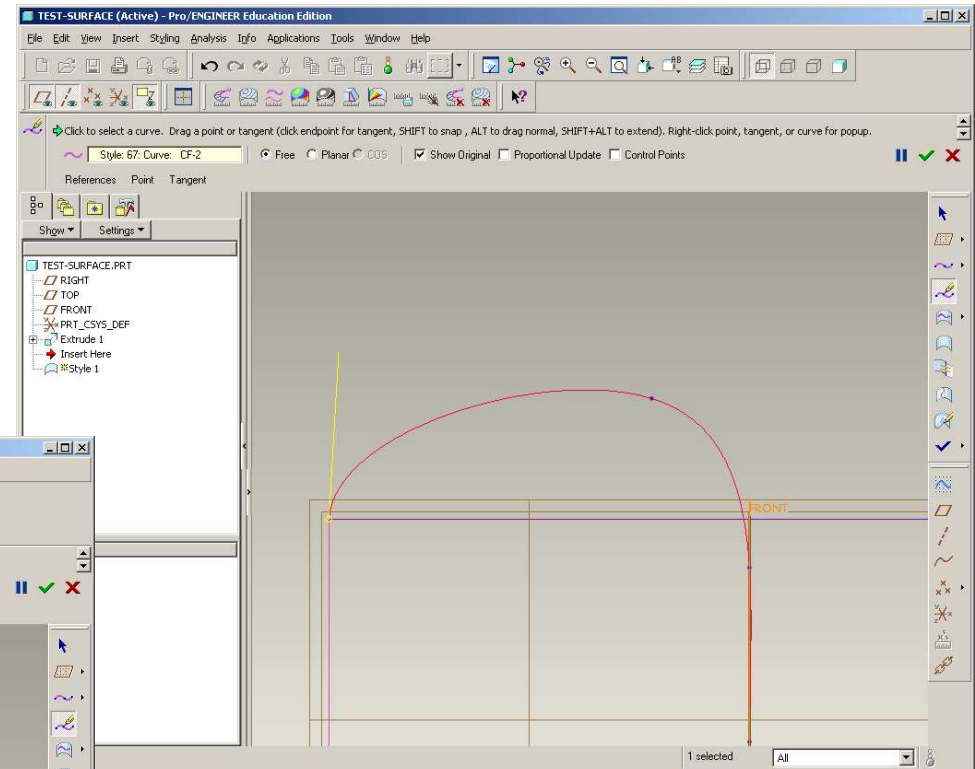 TEST-SURFACE (Active) - Pro/ENGINEER Education Edition
File Edit View Insert Styling Analysis Info Applications Tools Window Help
Click to select a curve. Drag a point or tangent (click endpoint for tangent, SHIFT to snap , ALT to drag normal, SHIFT+ALT to extend). Right-click point, tangent, or curve for popup.
Style: 67: Curve: CF-2 Free Planar COS Show Original Proportional Update Control Points
References Point Tangent
Show Settings
TEST-SURFACE.PRT
RIGHT
TOP
FRONT
PRT_CSYS_DEF
Extrude 1
Insert Here
Style 1
FRONT
1 selected All